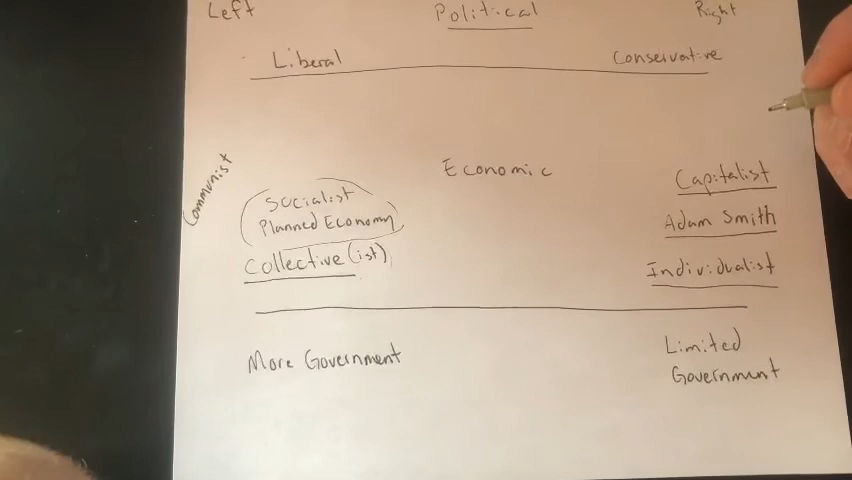 Left Political Right
Liberal Conservative
Economic
Communist
Socialist
Planned Economy
Collective (ist)
Capitalist
Adam Smith
Individualist
More Government
Limited
Government